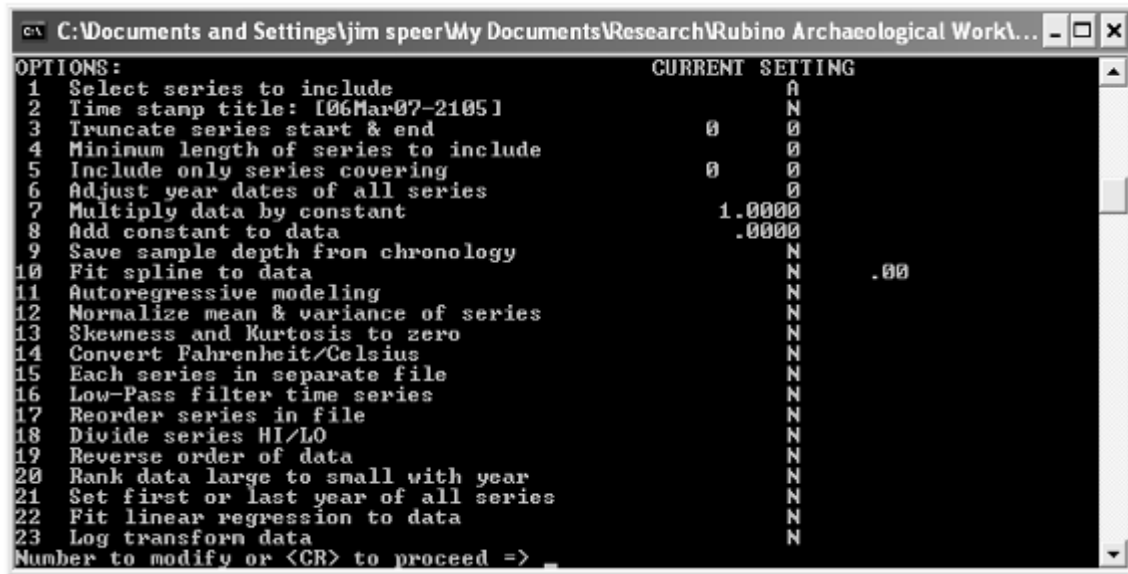 C:\Documents and Settings\jim speer\My Documents\Research\Rubino Archaeological Work\...
OPTIONS: CURRENT SETTING
1 Select series to include A
2 Time stamp title: [06Mar07-2105] N
3 Truncate series start & end 0 0
4 Minimum length of series to include 0
5 Include only series covering 0 0
6 Adjust year dates of all series 0
7 Multiply data by constant 1.0000
8 Add constant to data .0000
9 Save sample depth from chronology N
10 Fit spline to data N .00
11 Autoregressive modeling N
12 Normalize mean & variance of series N
13 Skewness and Kurtosis to zero N
14 Convert Fahrenheit/Celsius N
15 Each series in separate file N
16 Low-Pass filter time series N
17 Reorder series in file N
18 Divide series HI/LO N
19 Reverse order of data N
20 Rank data large to small with year N
21 Set first or last year of all series N
22 Fit linear regression to data N
23 Log transform data N
Number to modify or <CR> to proceed => _